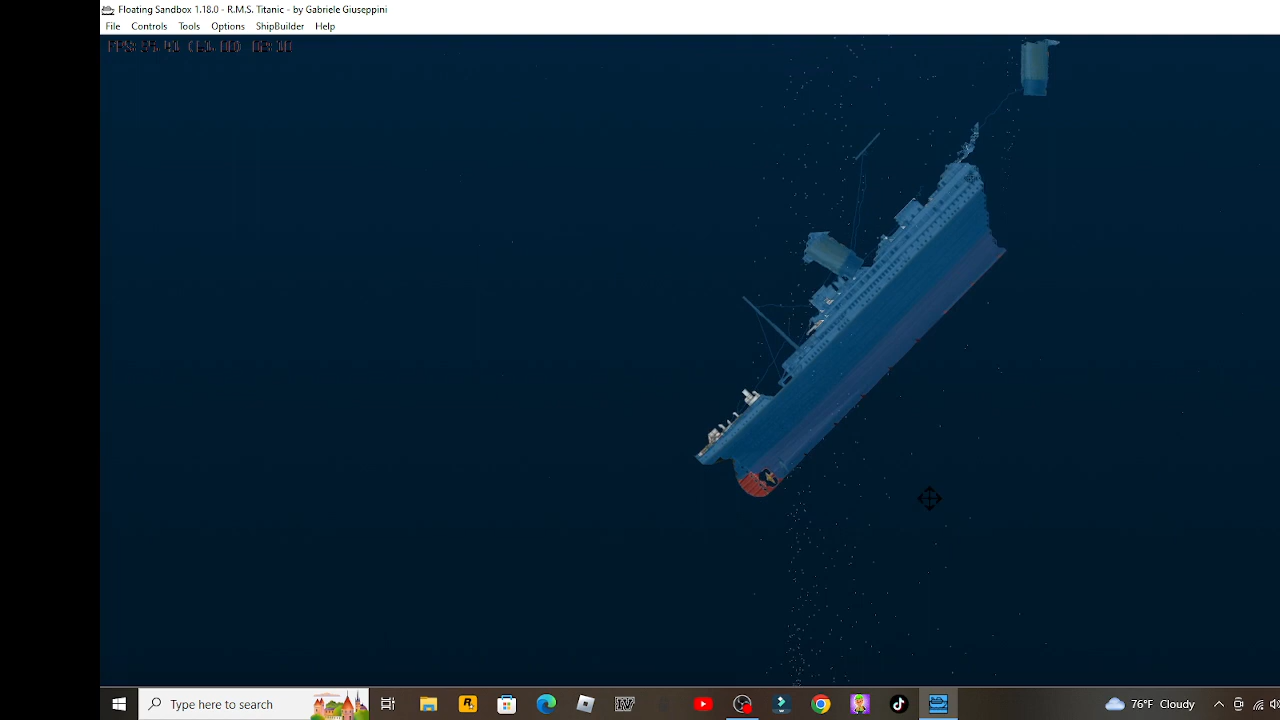 Floating Sandbox 1.18.0 - R.M.S. Titanic - by Gabriele Giuseppini
File Controls Tools Options ShipBuilder Help
Type here to search
IV
Cloudy